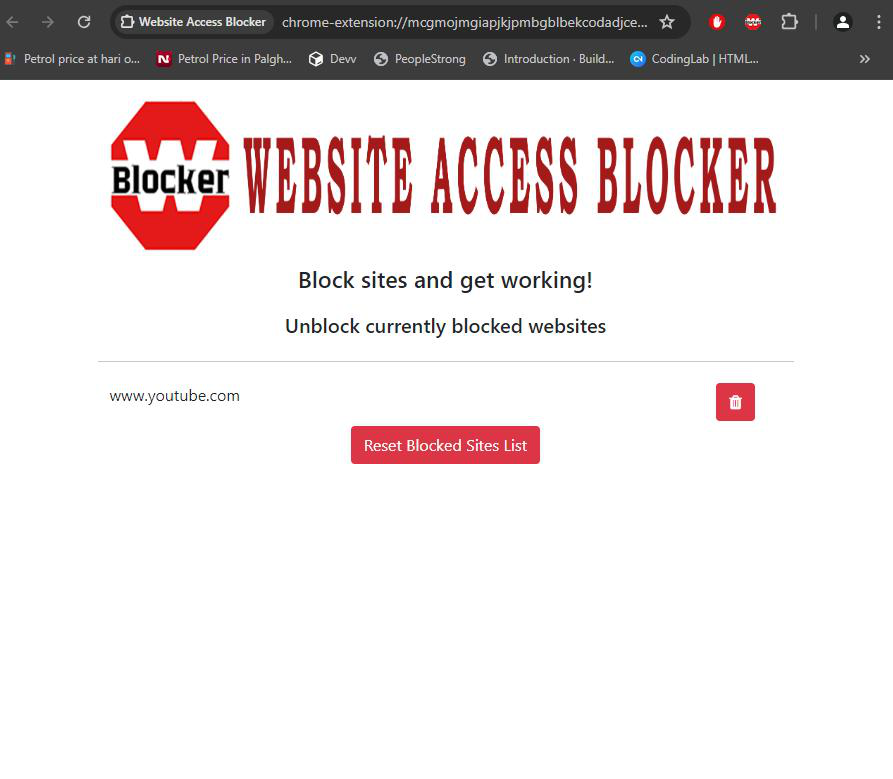 Website Access Blocker
chrome-extension://mcgmojmgiapjkjpmbgblbekcodadjce...
Petrol price at hari o...
N
Petrol Price in Palgh...
Devv
PeopleStrong
Introduction · Build...
CodingLab | HTML...
»
W
Blocker
WEBSITE ACCESS BLOCKER
Block sites and get working!
Unblock currently blocked websites
www.youtube.com
Reset Blocked Sites List